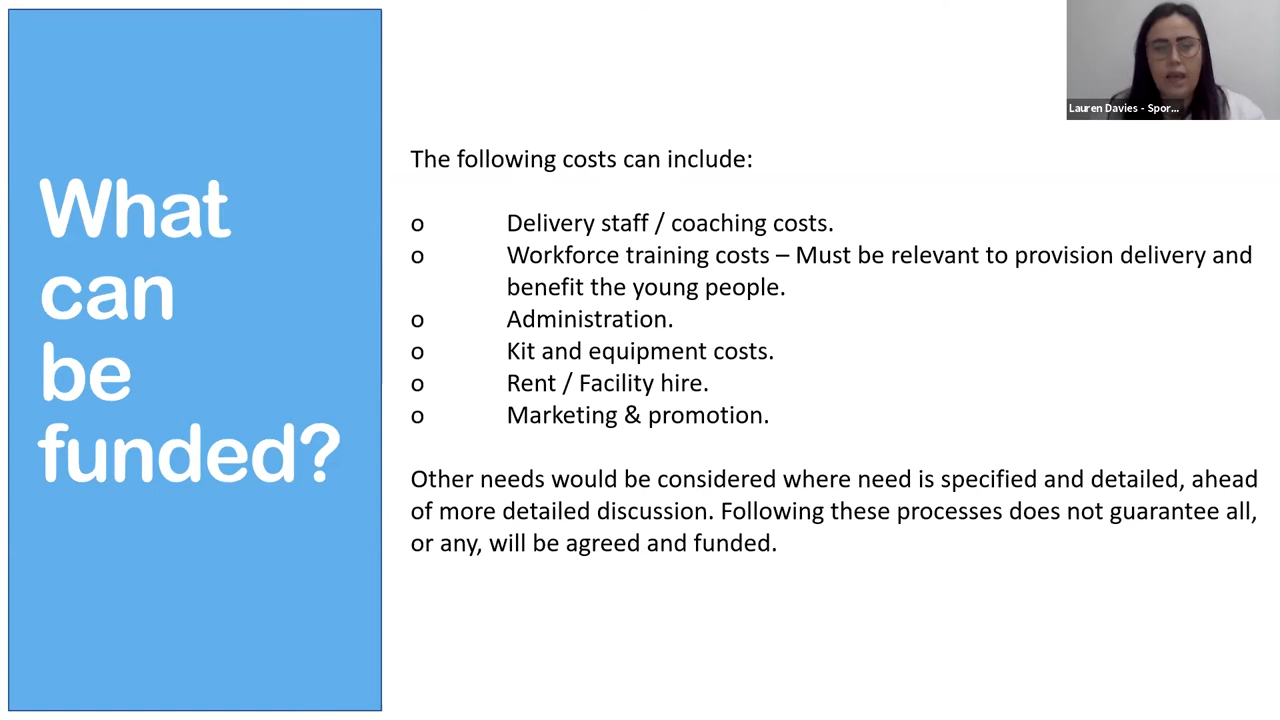 What
can
be
funded?
Lauren Davies - Spor...
The following costs can include:
o Delivery staff / coaching costs.
o Workforce training costs – Must be relevant to provision delivery and
benefit the young people.
o Administration.
o Kit and equipment costs.
o Rent / Facility hire.
o Marketing & promotion.
Other needs would be considered where need is specified and detailed, ahead
of more detailed discussion. Following these processes does not guarantee all,
or any, will be agreed and funded.